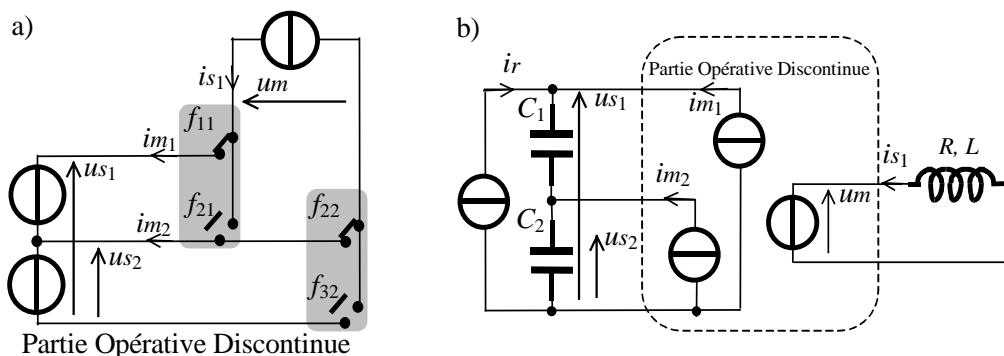 a)
is1
um
f11
im1
us1
f21
f22
im2
us2
f32
Partie Opérative Discontinue
b)
Partie Opérative Discontinue
ir
C1
us1
im1
R, L
is1
im2
um
C2
us2